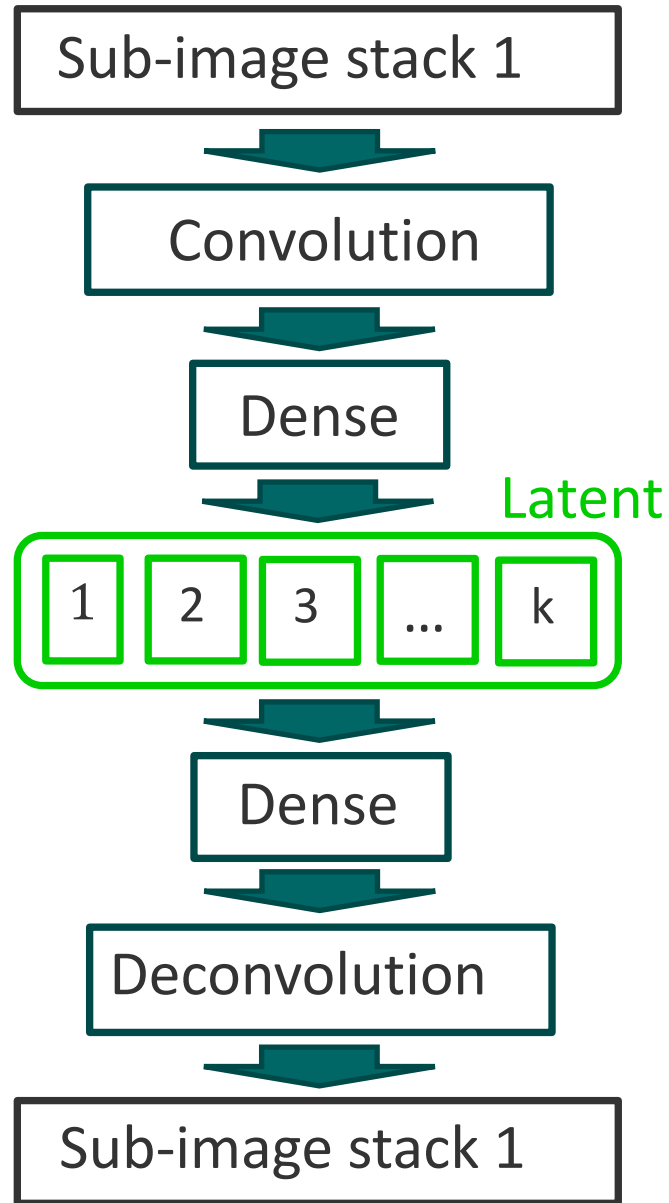 Sub-image stack 1
Convolution
Dense
Latent
1 2 3 ... k
Dense
Deconvolution
Sub-image stack 1